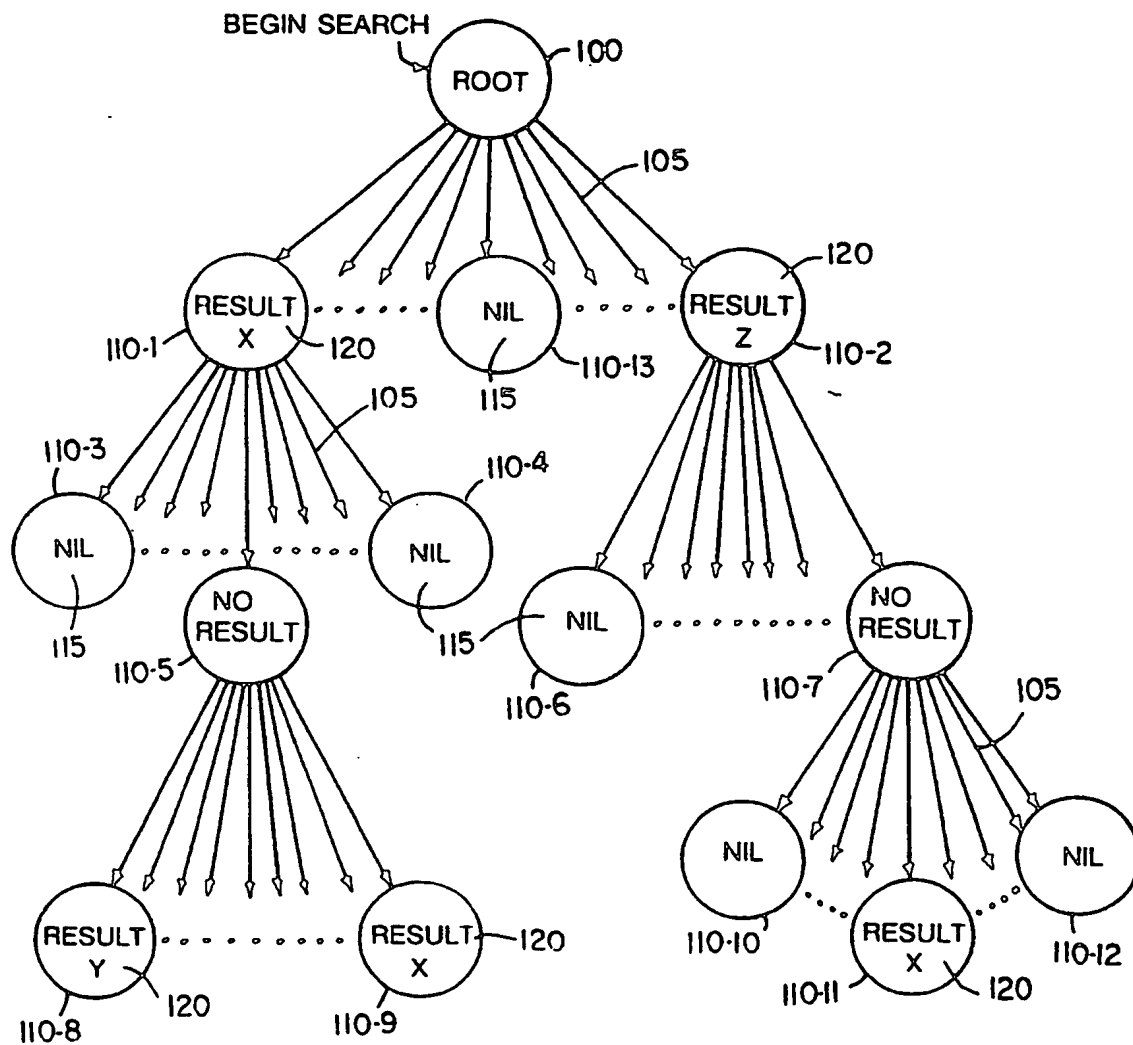 BEGIN SEARCH
100
ROOT
105
120
RESULT
X
120
110-1
NIL
115
110-13
RESULT
Z
110-2
105
110-3
NIL
115
110-4
NIL
115
NO
RESULT
110-5
NIL
110-6
NO
RESULT
110-7
105
RESULT
Y
120
110-8
RESULT
X
120
110-9
NIL
110-10
RESULT
X
120
110-11
NIL
110-12